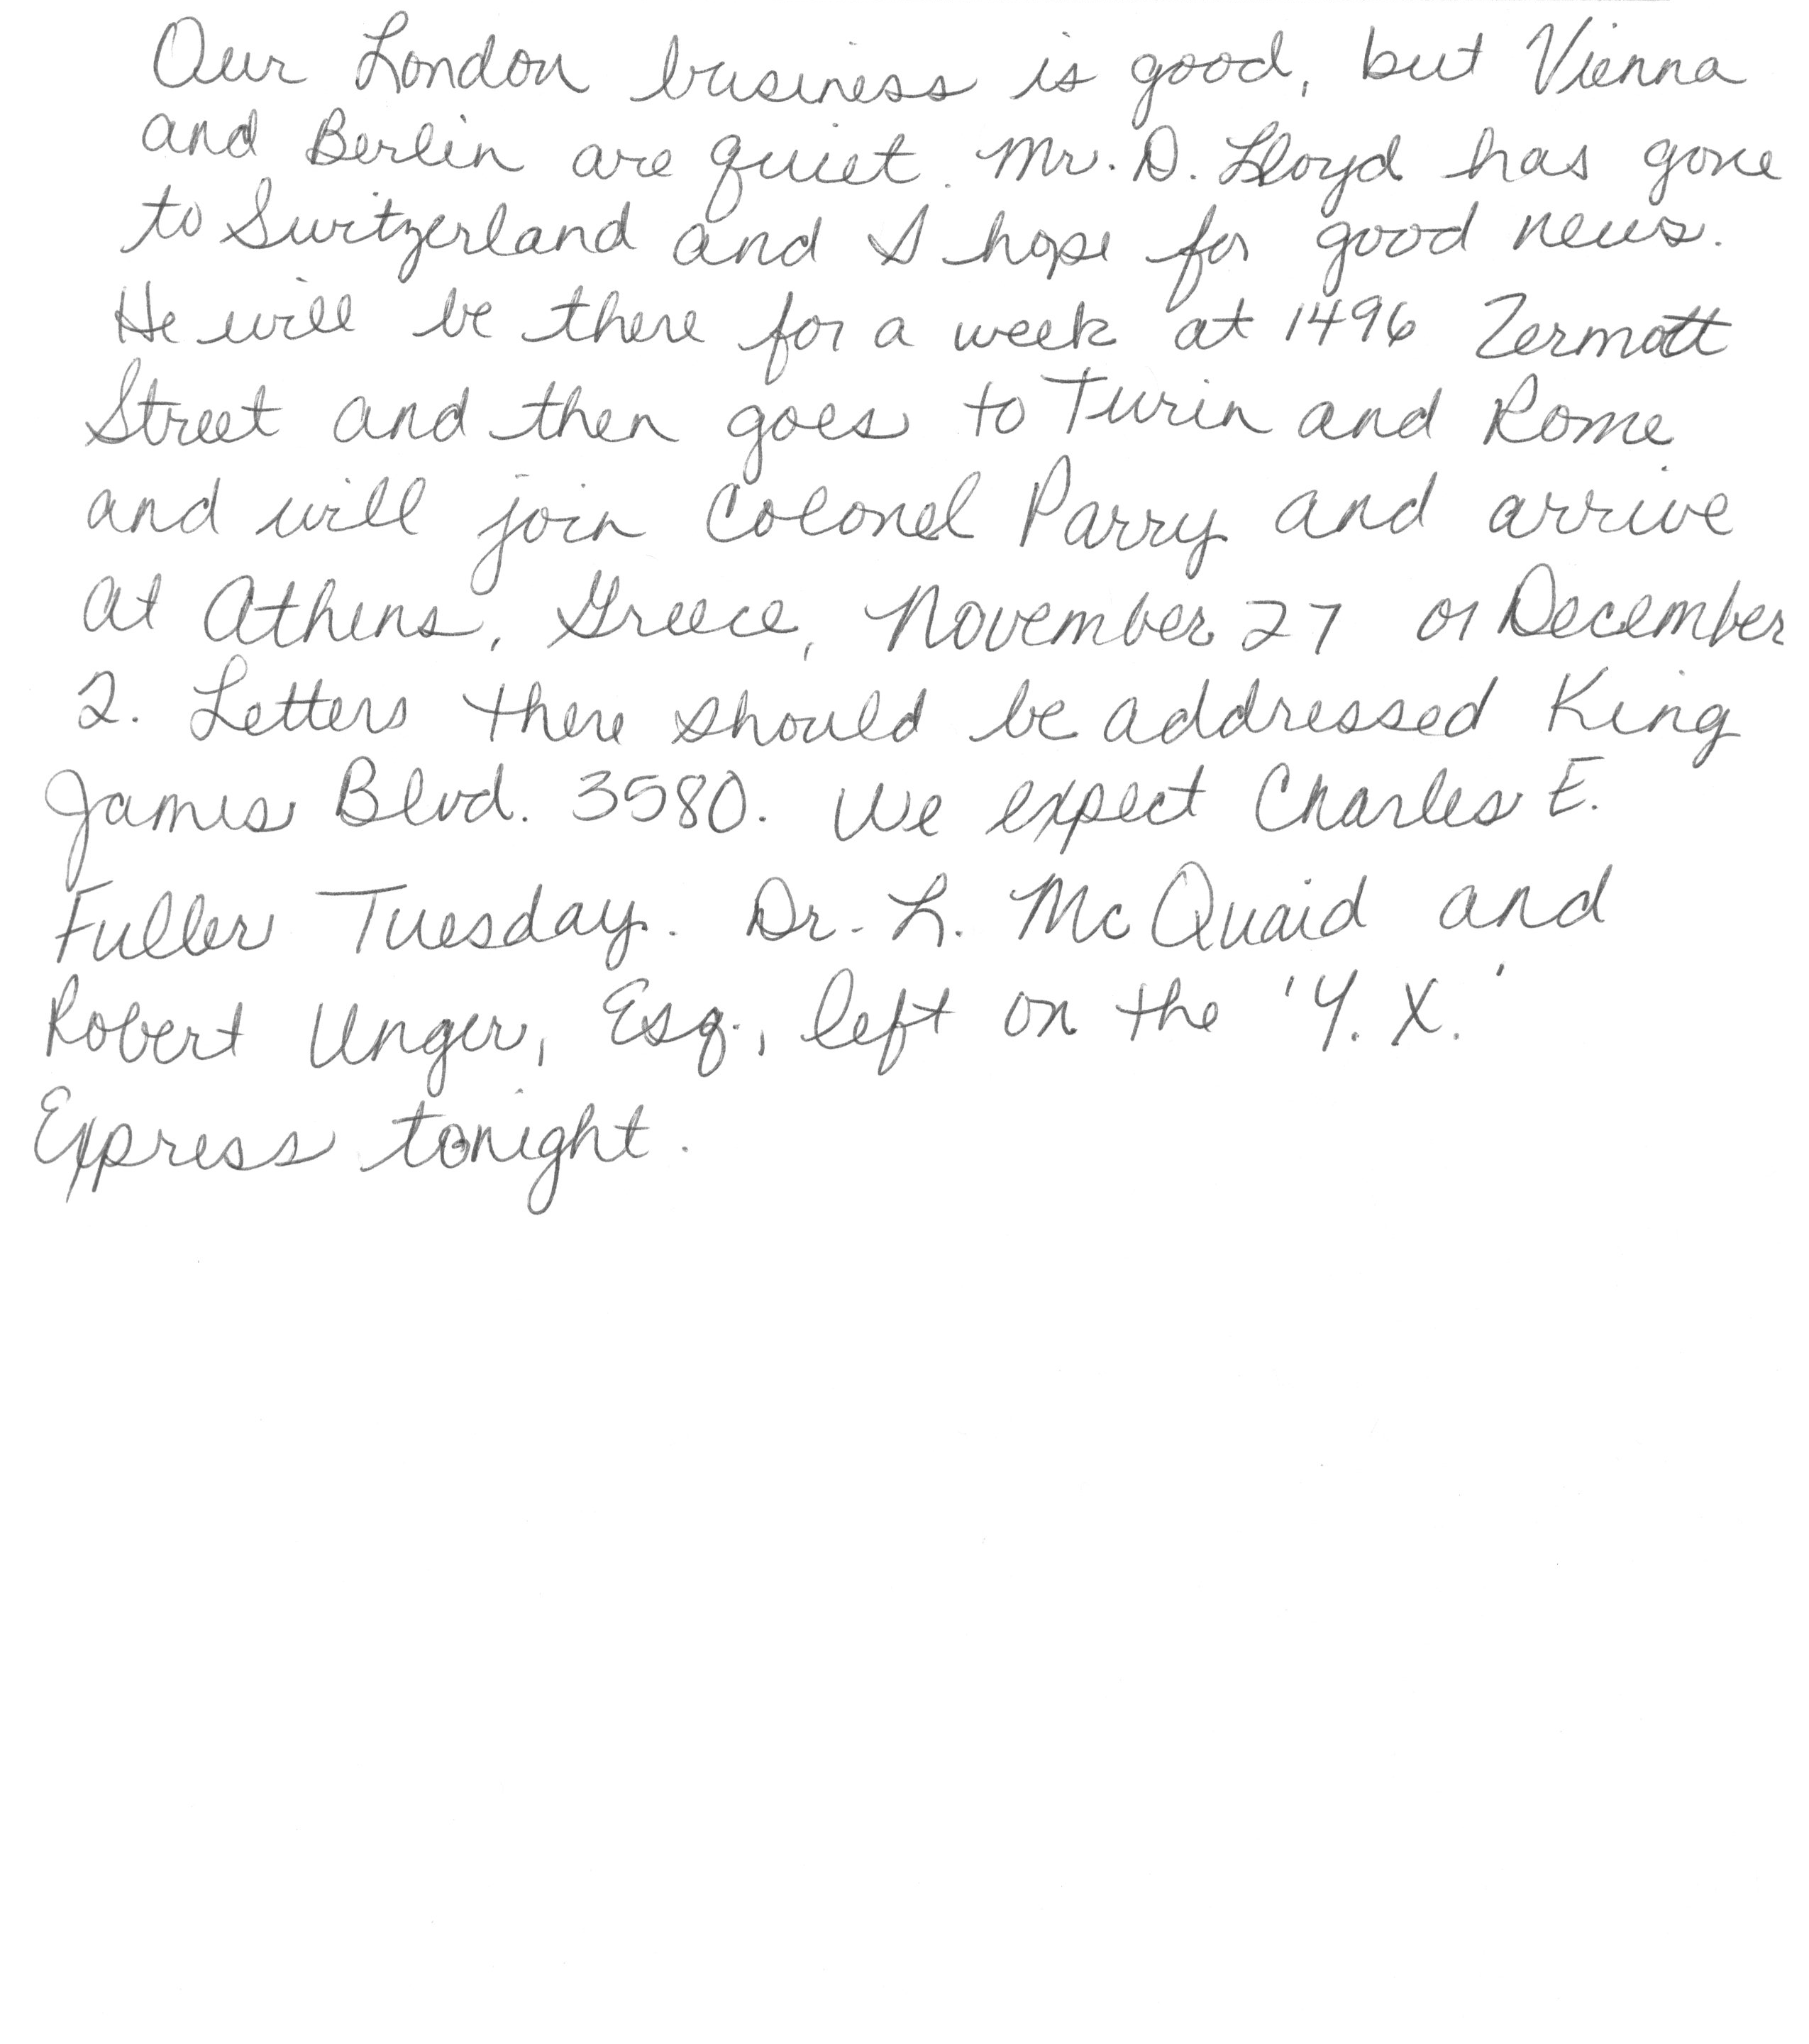 Our London business is good, but Vienna
and Berlin are quiet. Mr. D. Lloyd has gone
to Switzerland and I hope for good news.
He will be there for a week at 1496 Zermott
Street and then goes to Turin and Rome
and will join Colonel Parry and arrive
at Athens, Greece, November 27 or December
2. Letters there should be addressed King
James Blvd. 3580. We expect Charles E.
Fuller Tuesday. Dr. L. McQuaid and
Robert Unger, Esq., left on the 'Y. X.'
Express tonight.